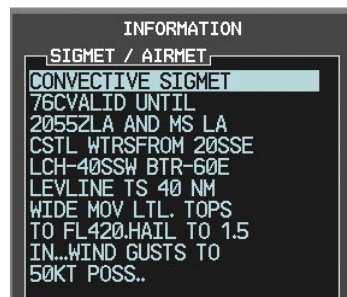 INFORMATION
SIGMET / AIRMET
CONVECTIVE SIGMET
76CVALID UNTIL
2055ZLA AND MS LA
CSTL WTRSFROM 20SSE
LCH-40SSW BTR-60E
LEVLINE TS 40 NM
WIDE MOV LTL. TOPS
TO FL420.HAIL TO 1.5
IN...WIND GUSTS TO
50KT POSS..